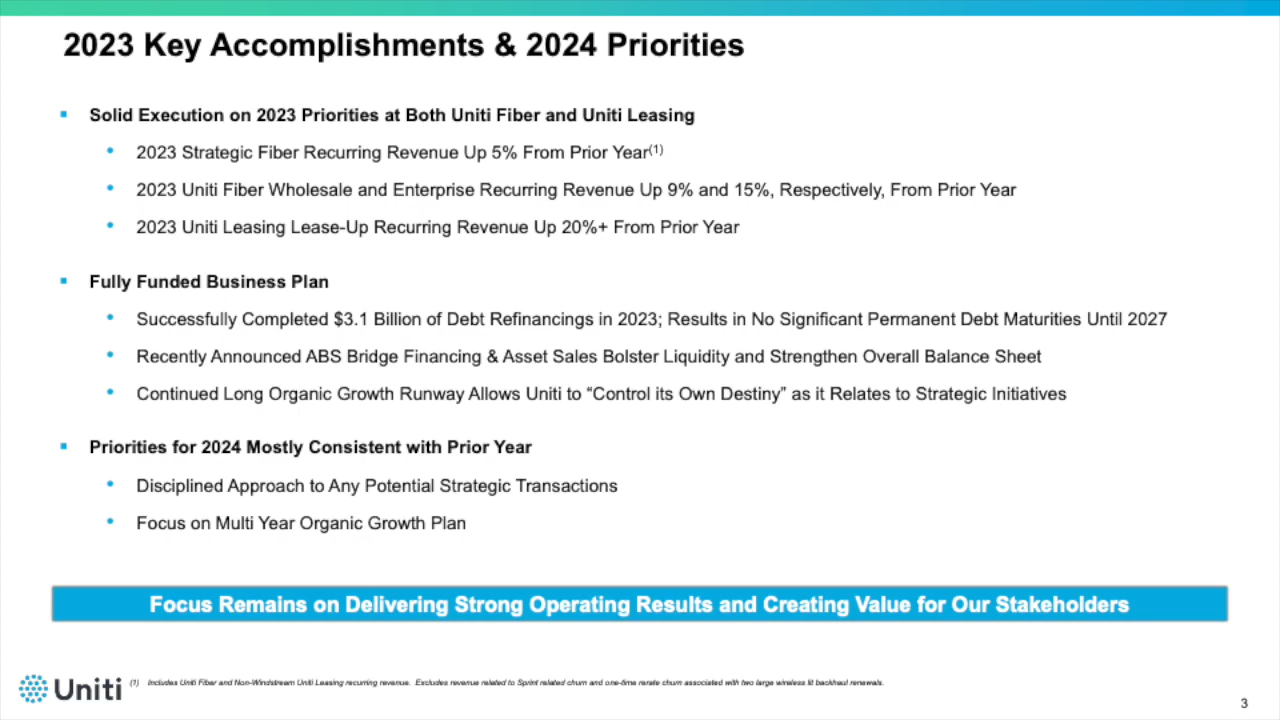 2023 Key Accomplishments & 2024 Priorities
▪ Solid Execution on 2023 Priorities at Both Uniti Fiber and Uniti Leasing
• 2023 Strategic Fiber Recurring Revenue Up 5% From Prior Year(1)
• 2023 Uniti Fiber Wholesale and Enterprise Recurring Revenue Up 9% and 15%, Respectively, From Prior Year
• 2023 Uniti Leasing Lease-Up Recurring Revenue Up 20%+ From Prior Year
▪ Fully Funded Business Plan
• Successfully Completed $3.1 Billion of Debt Refinancings in 2023; Results in No Significant Permanent Debt Maturities Until 2027
• Recently Announced ABS Bridge Financing & Asset Sales Bolster Liquidity and Strengthen Overall Balance Sheet
• Continued Long Organic Growth Runway Allows Uniti to “Control its Own Destiny” as it Relates to Strategic Initiatives
▪ Priorities for 2024 Mostly Consistent with Prior Year
• Disciplined Approach to Any Potential Strategic Transactions
• Focus on Multi Year Organic Growth Plan
Focus Remains on Delivering Strong Operating Results and Creating Value for Our Stakeholders
Uniti
(1) Includes Uniti Fiber and Non-Windstream Uniti Leasing recurring revenue. Excludes revenue related to Sprint related churn and one-time rerate churn associated with two large wireless lit backhaul renewals.
3